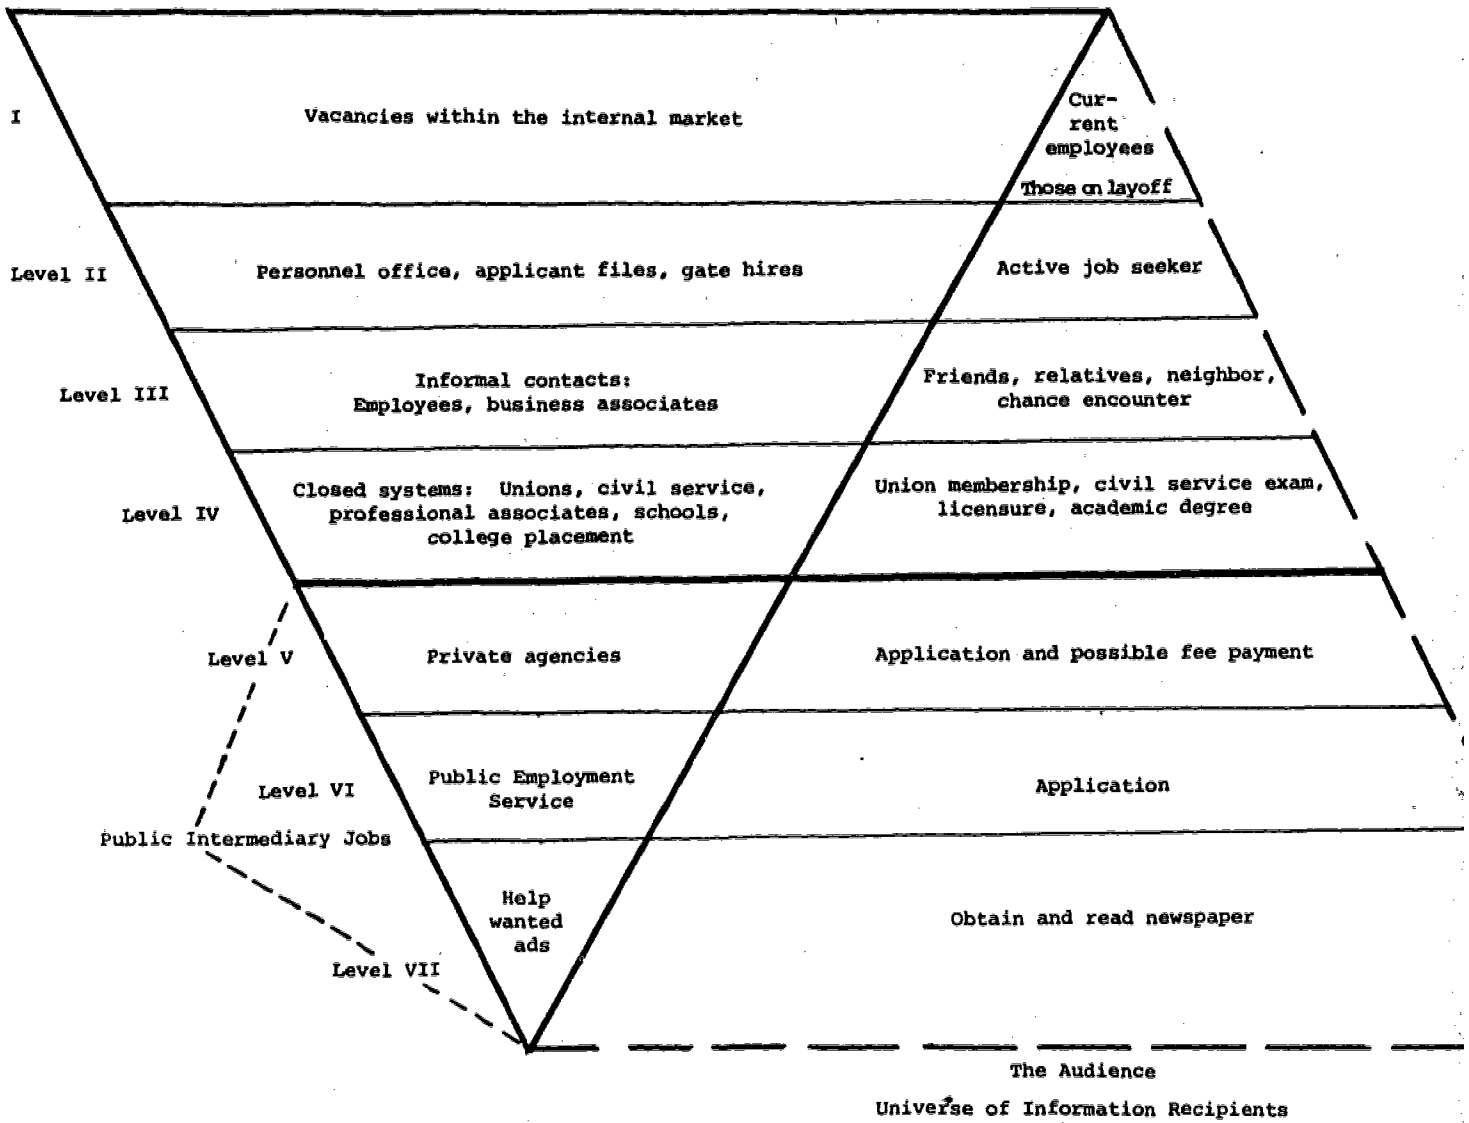 I
Vacancies within the internal market
Cur-
rent
employees
Those on layoff
Level II
Personnel office, applicant files, gate hires
Active job seeker
Level III
Informal contacts:
Employees, business associates
Friends, relatives, neighbor,
chance encounter
Level IV
Closed systems: Unions, civil service,
professional associates, schools,
college placement
Union membership, civil service exam,
licensure, academic degree
Level V
Private agencies
Application and possible fee payment
Level VI
Public Employment
Service
Application
Public Intermediary Jobs
Help
wanted
ads
Obtain and read newspaper
Level VII
The Audience
Universe of Information Recipients